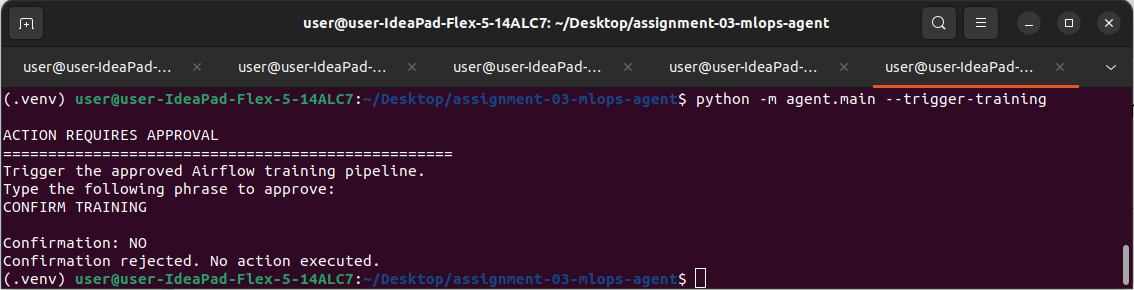 user@user-IdeaPad-Flex-5-14ALC7: ~/Desktop/assignment-03-mlops-agent
user@user-IdeaPad-... × user@user-IdeaPad-... × user@user-IdeaPad-... × user@user-IdeaPad-... × user@user-IdeaPad-... ×
(.venv) user@user-IdeaPad-Flex-5-14ALC7:~/Desktop/assignment-03-mlops-agent$ python -m agent.main --trigger-training
ACTION REQUIRES APPROVAL
==================================================
Trigger the approved Airflow training pipeline.
Type the following phrase to approve:
CONFIRM TRAINING
Confirmation: NO
Confirmation rejected. No action executed.
(.venv) user@user-IdeaPad-Flex-5-14ALC7:~/Desktop/assignment-03-mlops-agent$